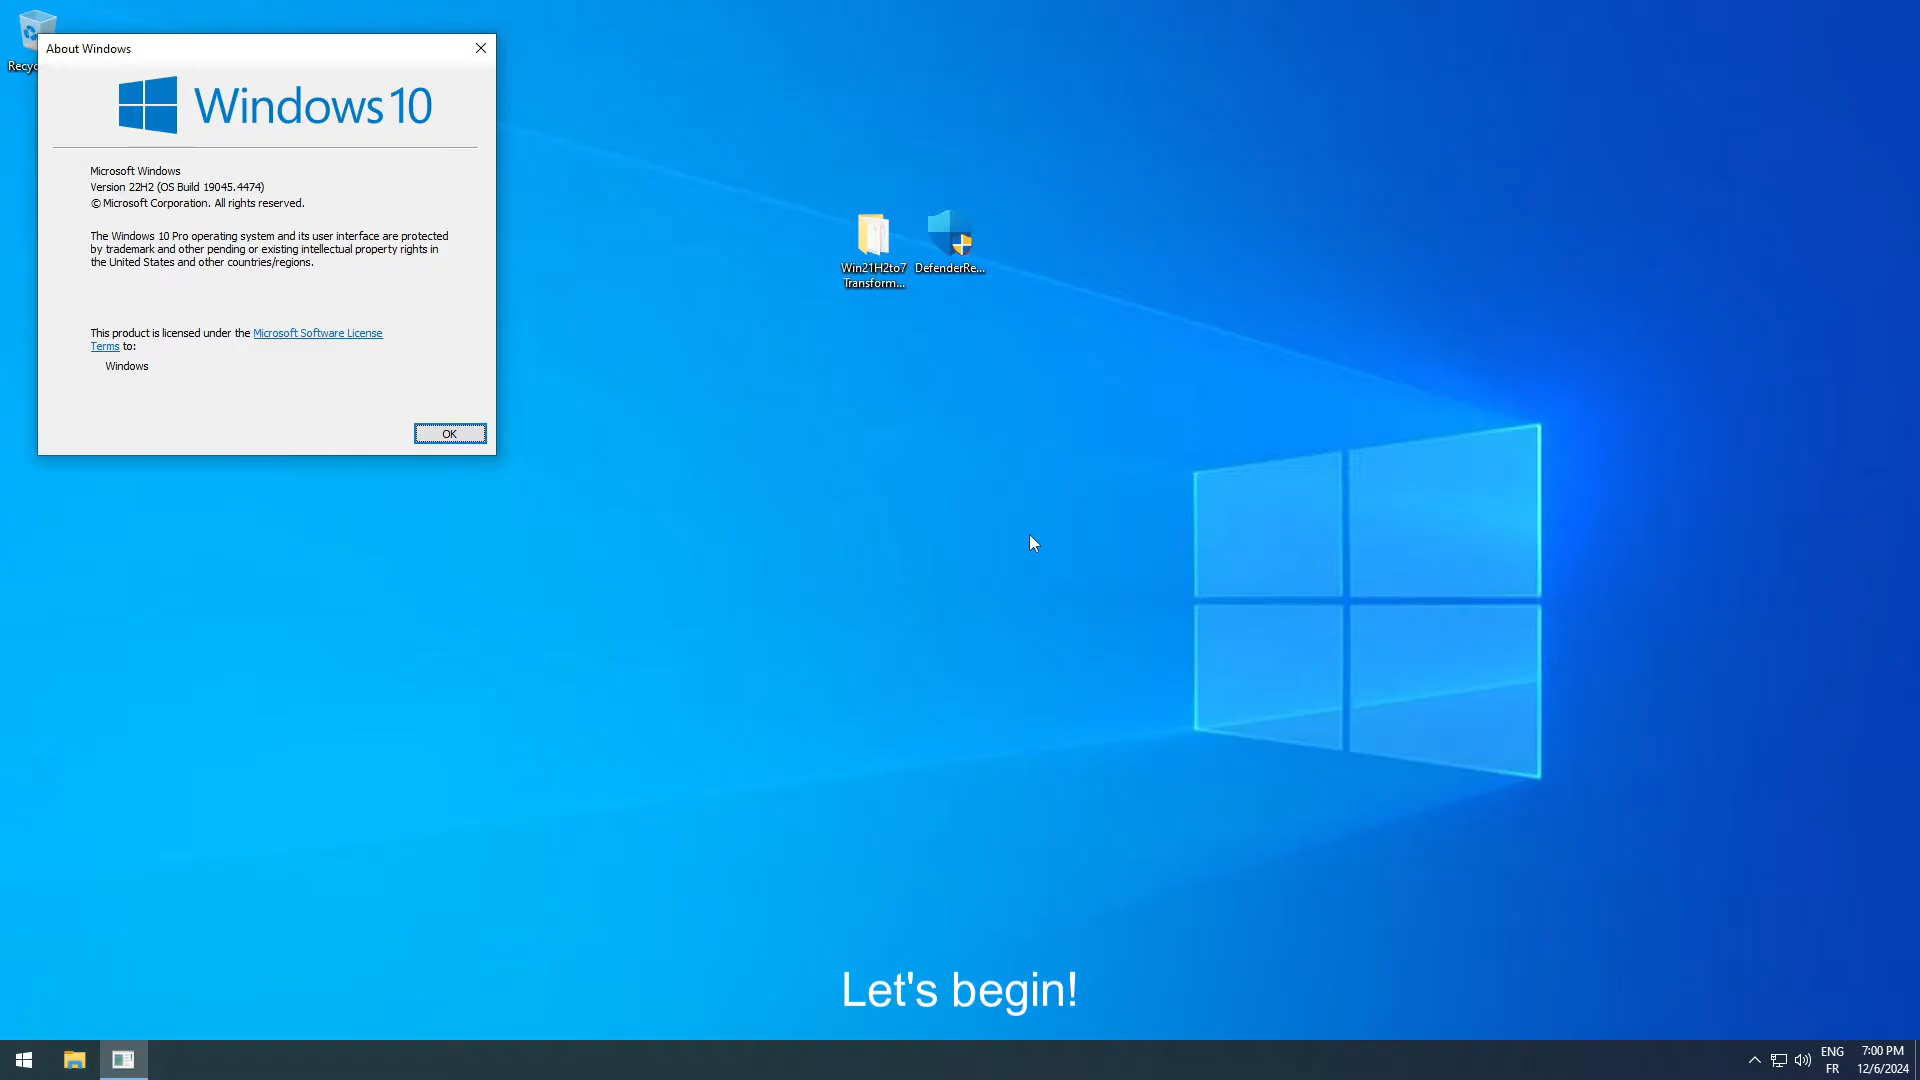 Recyc
About Windows
Windows 10
Microsoft Windows
Version 22H2 (OS Build 19045.4474)
© Microsoft Corporation. All rights reserved.
The Windows 10 Pro operating system and its user interface are protected
by trademark and other pending or existing intellectual property rights in
the United States and other countries/regions.
This product is licensed under the Microsoft Software License
Terms to:
Windows
OK
Win21H2to7
Transform...
DefenderRe...
Let's begin!
ENG
FR
7:00 PM
12/6/2024